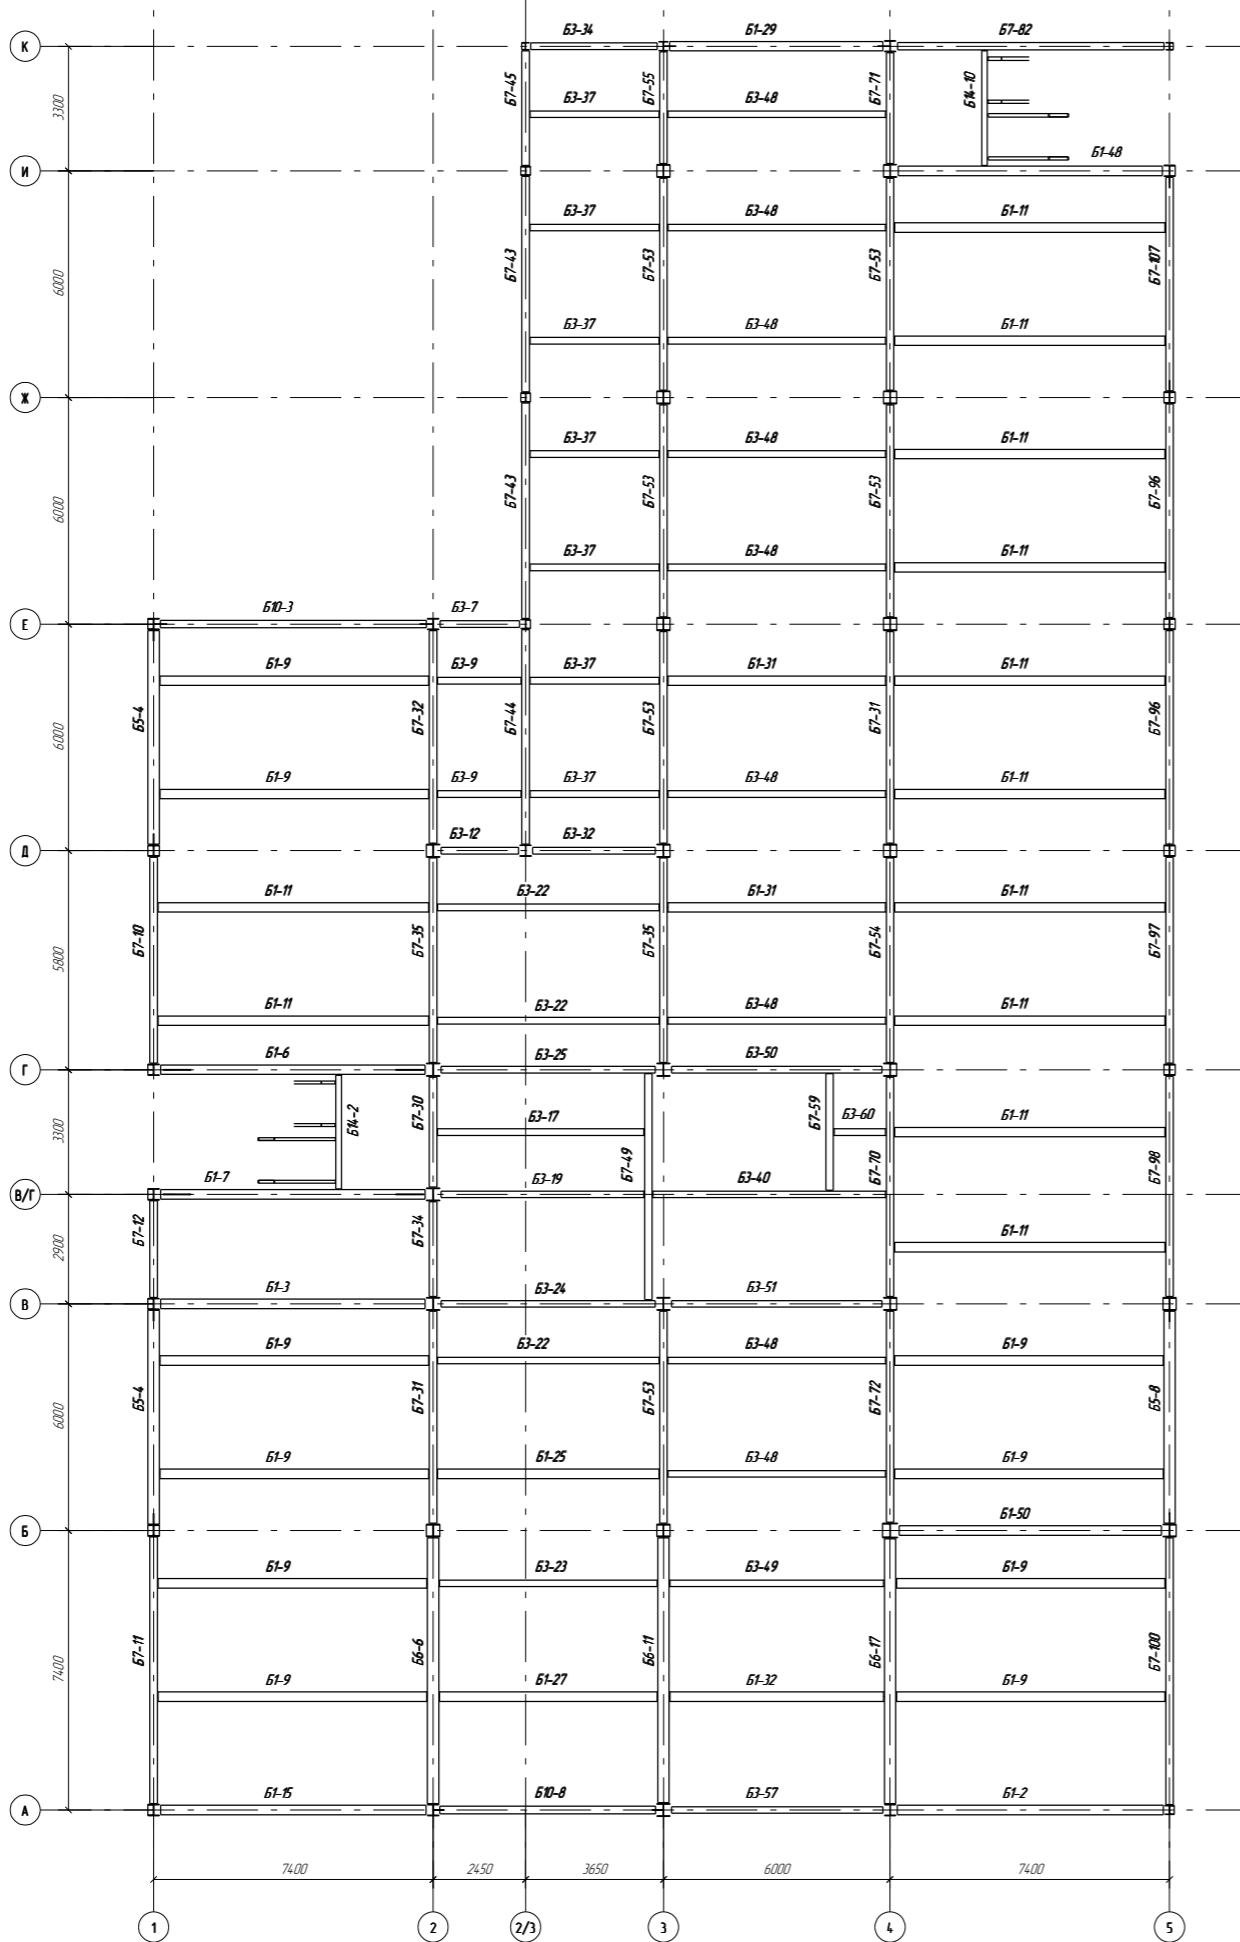 Б3-34 Б1-29 Б7-82
К
Б7-45 Б7-55 Б7-71 Б14-10
3300
Б3-37 Б3-48
Б1-48
И
Б3-37 Б3-48 Б1-11
6000
Б7-43 Б7-53 Б7-53 Б7-107
Б3-37 Б3-48 Б1-11
Ж
Б3-37 Б3-48 Б1-11
6000
Б7-43 Б7-53 Б7-53 Б7-96
Б3-37 Б3-48 Б1-11
Б10-3 Б3-7
Е
Б1-9 Б3-9 Б3-37 Б1-31 Б1-11
6000
Б5-4 Б7-32 Б7-44 Б7-53 Б7-31 Б7-96
Б1-9 Б3-9 Б3-37 Б3-48 Б1-11
Б3-12 Б3-32
Д
Б1-11 Б3-22 Б1-31 Б1-11
5800
Б7-10 Б7-35 Б7-35 Б7-54 Б7-97
Б1-11 Б3-22 Б3-48 Б1-11
Б1-6 Б3-25 Б3-50
Г
3300
Б14-2 Б7-30 Б7-59
Б3-17 Б3-60 Б1-11
Б7-49 Б7-70 Б7-98
Б1-7 Б3-19 Б3-40
В/Г
2900
Б7-12 Б7-34
Б1-11
Б1-3 Б3-24 Б3-51
В
Б1-9 Б3-22 Б3-48 Б1-9
6000
Б5-4 Б7-31 Б7-53 Б7-72 Б5-8
Б1-9 Б1-25 Б3-48 Б1-9
Б1-50
Б
Б1-9 Б3-23 Б3-49 Б1-9
7400
Б7-11 Б6-6 Б6-11 Б6-17 Б7-100
Б1-9 Б1-27 Б1-32 Б1-9
Б1-15 Б10-8 Б3-57 Б1-2
А
7400 2450 3650 6000 7400
1 2 2/3 3 4 5